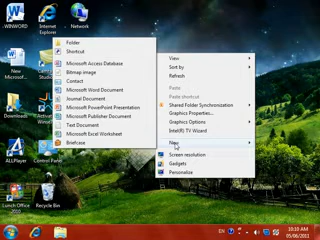 WINWORD
Internet
Explorer
Network
Folder
Shortcut
Microsoft Access Database
Bitmap image
Contact
Microsoft Word Document
Journal Document
Microsoft PowerPoint Presentation
Microsoft Publisher Document
Text Document
Microsoft Excel Worksheet
Briefcase
View
Sort by
Refresh
Paste
Paste shortcut
Shared Folder Synchronization
Graphics Properties...
Graphics Options
Intel(R) TV Wizard
New
Screen resolution
Gadgets
Personalize
New
Microsoft...
Downloads
ALLPlayer
Control Panel
Lunch Office
2010
Recycle Bin
EN
10:10 AM
05/06/2011